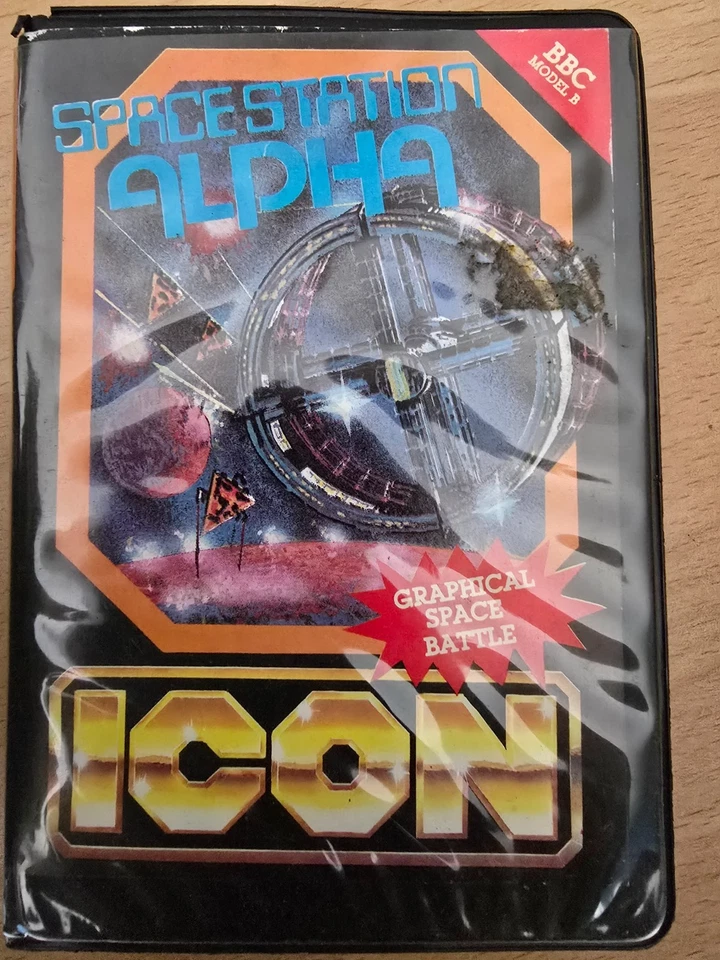 SPACE STATION
ALPHA
BBC
MODEL B
GRAPHICAL
SPACE
BATTLE
ICON